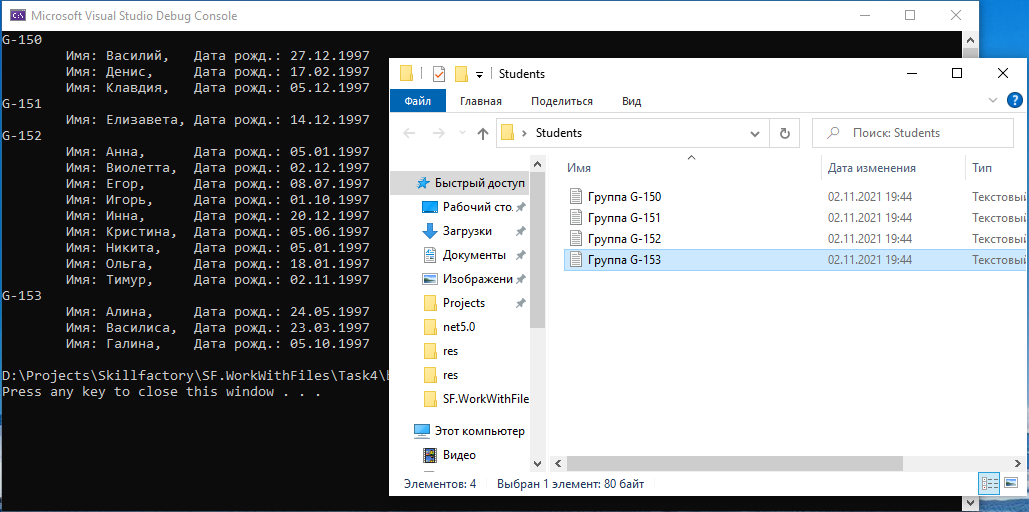 Microsoft Visual Studio Debug Console
G-150
Имя: Василий, Дата рожд.: 27.12.1997
Имя: Денис, Дата рожд.: 17.02.1997
Имя: Клавдия, Дата рожд.: 05.12.1997
G-151
Имя: Елизавета, Дата рожд.: 14.12.1997
G-152
Имя: Анна, Дата рожд.: 05.01.1997
Имя: Виолетта, Дата рожд.: 02.12.1997
Имя: Егор, Дата рожд.: 08.07.1997
Имя: Игорь, Дата рожд.: 01.10.1997
Имя: Инна, Дата рожд.: 20.12.1997
Имя: Кристина, Дата рожд.: 05.06.1997
Имя: Никита, Дата рожд.: 05.01.1997
Имя: Ольга, Дата рожд.: 18.01.1997
Имя: Тимур, Дата рожд.: 02.11.1997
G-153
Имя: Алина, Дата рожд.: 24.05.1997
Имя: Василиса, Дата рожд.: 23.03.1997
Имя: Галина, Дата рожд.: 05.10.1997
D:\Projects\Skillfactory\SF.WorkWithFiles\Task4\
Press any key to close this window . . .
Students
Файл Главная Поделиться Вид
Students
Поиск: Students
Имя Дата изменения Тип
Группа G-150 02.11.2021 19:44 Текстовый
Группа G-151 02.11.2021 19:44 Текстовый
Группа G-152 02.11.2021 19:44 Текстовый
Группа G-153 02.11.2021 19:44 Текстовый
Быстрый доступ
Рабочий сто.
Загрузки
Документы
Изображени
Projects
net5.0
res
res
SF.WorkWithFile
Этот компьютер
Видео
Элементов: 4 Выбран 1 элемент: 80 байт